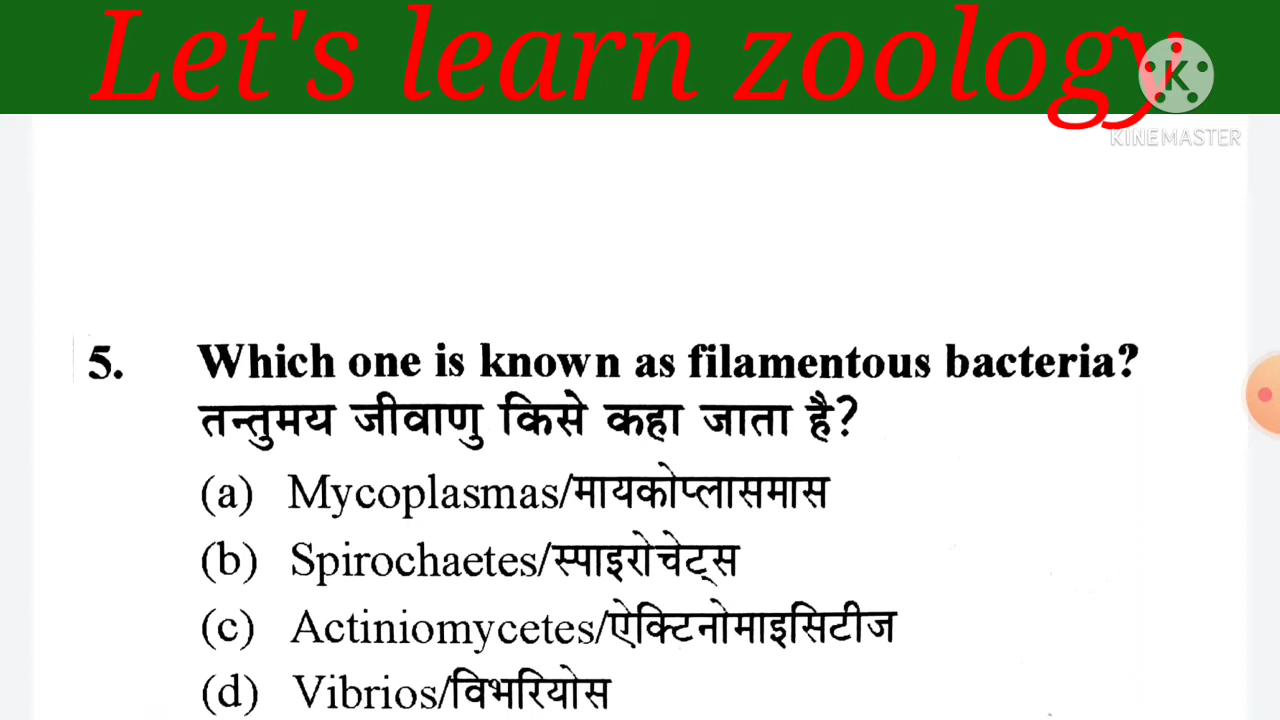 Let's learn zoology
K
KINEMASTER
5. Which one is known as filamentous bacteria?
तन्तुमय जीवाणु किसे कहा जाता है?
(a) Mycoplasmas/मायकोप्लासमास
(b) Spirochaetes/स्पाइरोचेट्स
(c) Actiniomycetes/ऐक्टिनोमाइसिटीज
(d) Vibrios/विभरियोस